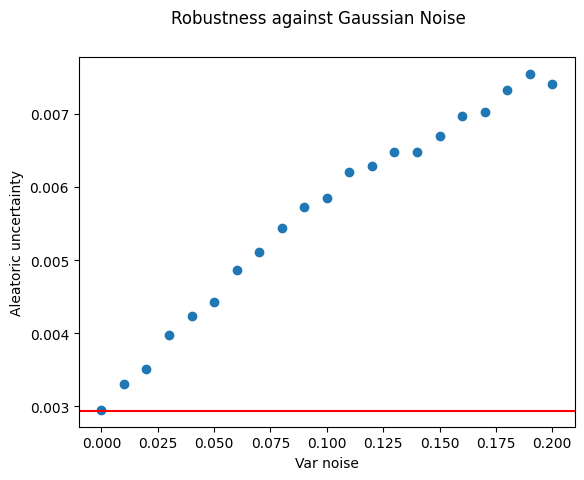 Robustness against Gaussian Noise
0.007
0.006
0.005
0.004
0.003
Aleatoric uncertainty
0.000 0.025 0.050 0.075 0.100 0.125 0.150 0.175 0.200
Var noise